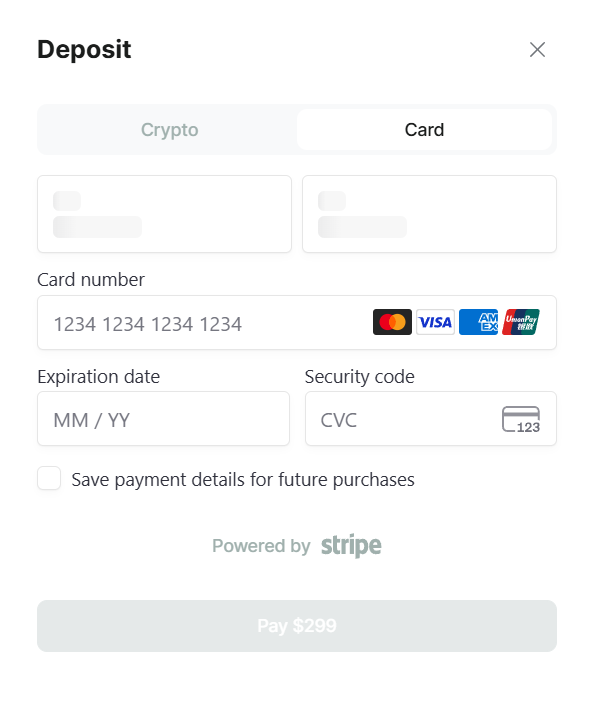 Deposit
Crypto
Card
Card number
1234 1234 1234 1234
VISA
AM
EX
UnionPay
银联
Expiration date
Security code
MM / YY
CVC
123
Save payment details for future purchases
Powered by stripe
Pay $299